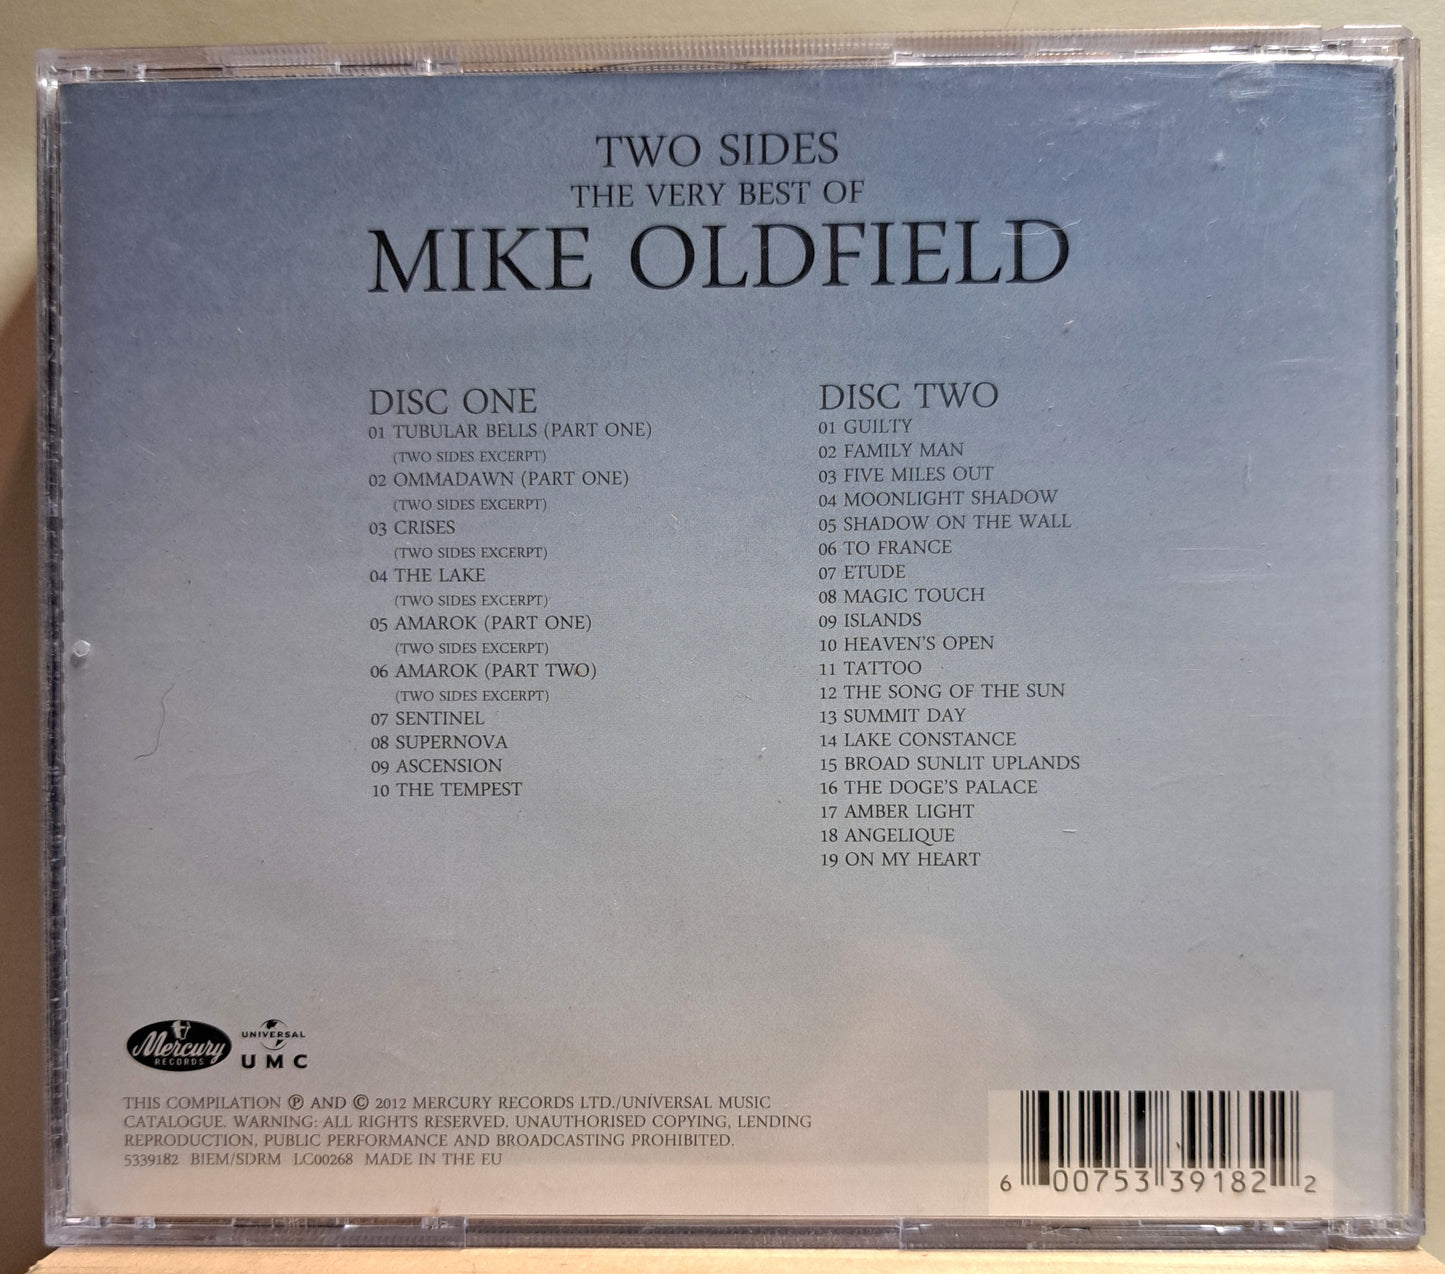 TWO SIDES
THE VERY BEST OF
MIKE OLDFIELD
DISC ONE
01 TUBULAR BELLS (PART ONE)
(TWO SIDES EXCERPT)
02 OMMADAWN (PART ONE)
(TWO SIDES EXCERPT)
03 CRISES
(TWO SIDES EXCERPT)
04 THE LAKE
(TWO SIDES EXCERPT)
05 AMAROK (PART ONE)
(TWO SIDES EXCERPT)
06 AMAROK (PART TWO)
(TWO SIDES EXCERPT)
07 SENTINEL
08 SUPERNOVA
09 ASCENSION
10 THE TEMPEST
DISC TWO
01 GUILTY
02 FAMILY MAN
03 FIVE MILES OUT
04 MOONLIGHT SHADOW
05 SHADOW ON THE WALL
06 TO FRANCE
07 ETUDE
08 MAGIC TOUCH
09 ISLANDS
10 HEAVEN'S OPEN
11 TATTOO
12 THE SONG OF THE SUN
13 SUMMIT DAY
14 LAKE CONSTANCE
15 BROAD SUNLIT UPLANDS
16 THE DOGE'S PALACE
17 AMBER LIGHT
18 ANGELIQUE
19 ON MY HEART
Mercury
RECORDS
UNIVERSAL
UMC
THIS COMPILATION ℗ AND © 2012 MERCURY RECORDS LTD./UNIVERSAL MUSIC
CATALOGUE. WARNING: ALL RIGHTS RESERVED. UNAUTHORISED COPYING, LENDING
REPRODUCTION, PUBLIC PERFORMANCE AND BROADCASTING PROHIBITED.
5339182 BIEM/SDRM LC00268 MADE IN THE EU
6 00753 39182 2